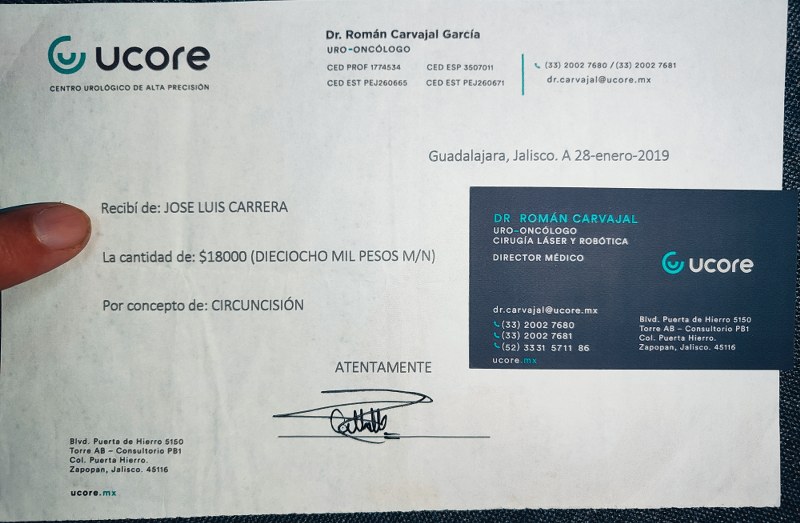 ucore
CENTRO UROLÓGICO DE ALTA PRECISIÓN
Dr. Román Carvajal García
URO-ONCÓLOGO
CED PROF 1774534 CED ESP 3507011
CED EST PEJ260665 CED EST PEJ260671
(33) 2002 7680 / (33) 2002 7681
dr.carvajal@ucore.mx
Guadalajara, Jalisco. A 28-enero-2019
Recibí de: JOSE LUIS CARRERA
La cantidad de: $18000 (DIECIOCHO MIL PESOS M/N)
Por concepto de: CIRCUNCISIÓN
ATENTAMENTE
Blvd. Puerta de Hierro 5150
Torre AB – Consultorio PB1
Col. Puerta Hierro.
Zapopan, Jalisco. 45116
ucore.mx
DR ROMÁN CARVAJAL
URO-ONCÓLOGO
CIRUGÍA LÁSER Y ROBÓTICA
DIRECTOR MÉDICO
ucore
dr.carvajal@ucore.mx
(33) 2002 7680
(33) 2002 7681
(52) 3331 5711 86
ucore.mx
Blvd. Puerta de Hierro 5150
Torre AB – Consultorio PB1
Col. Puerta Hierro.
Zapopan, Jalisco. 45116